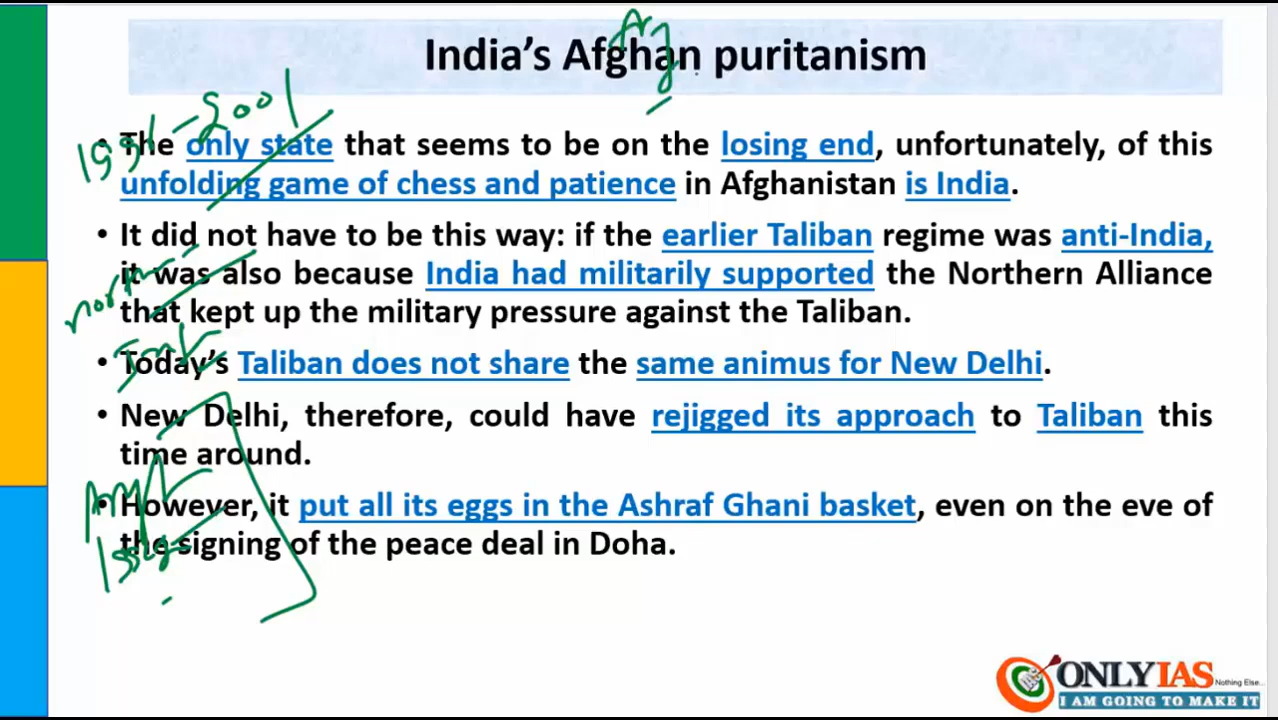 India’s Afghan puritanism
1991-2001
• The only state that seems to be on the losing end, unfortunately, of this
unfolding game of chess and patience in Afghanistan is India.
• It did not have to be this way: if the earlier Taliban regime was anti-India,
it was also because India had militarily supported the Northern Alliance
that kept up the military pressure against the Taliban.
• Today’s Taliban does not share the same animus for New Delhi.
• New Delhi, therefore, could have rejigged its approach to Taliban this
time around.
• However, it put all its eggs in the Ashraf Ghani basket, even on the eve of
the signing of the peace deal in Doha.
ONLY IAS
Nothing Else...
I AM GOING TO MAKE IT